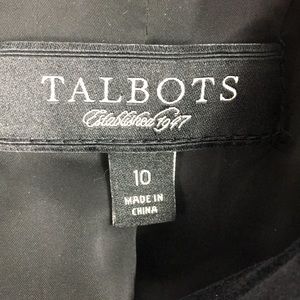 TALBOTS
Established 1947
10
MADE IN
CHINA